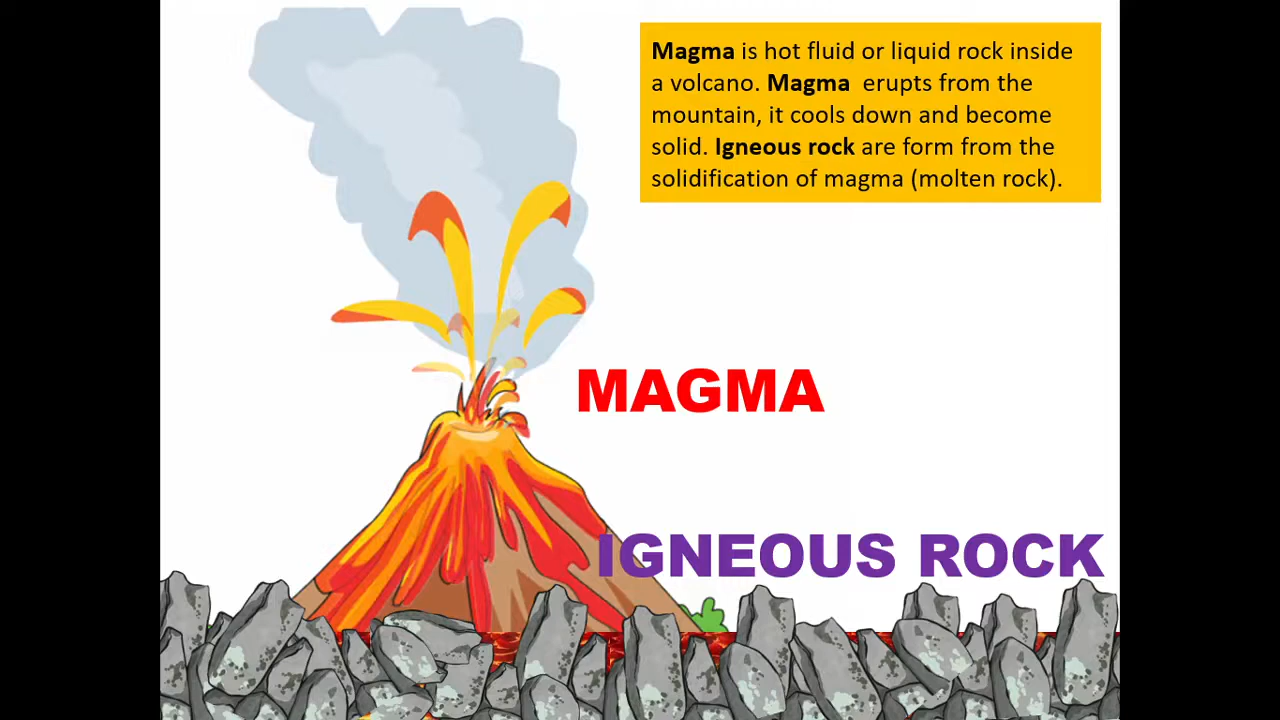 Magma is hot fluid or liquid rock inside
a volcano. Magma  erupts from the
mountain, it cools down and become
solid. Igneous rock are form from the
solidification of magma (molten rock).
MAGMA
IGNEOUS ROCK